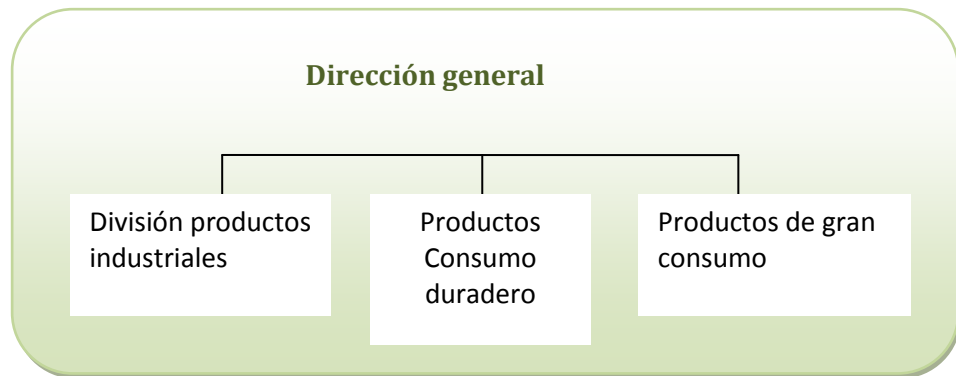 Dirección general
División productos
industriales
Productos
Consumo
duradero
Productos de gran
consumo